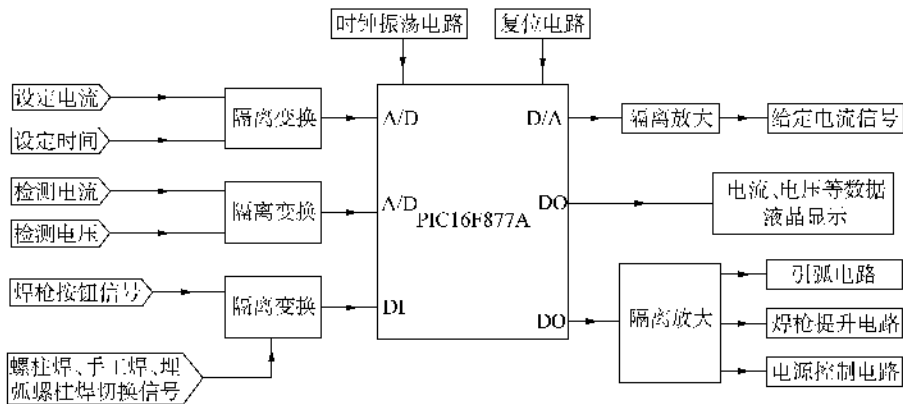 时钟振荡电路
复位电路
设定电流
设定时间
隔离变换
A/D
D/A
隔离放大
给定电流信号
检测电流
检测电压
隔离变换
A/D
PIC16F877A
DO
电流、电压等数据
液晶显示
焊枪按钮信号
隔离变换
DI
DO
隔离放大
引弧电路
焊枪提升电路
电源控制电路
螺柱焊、手工焊、埋
弧螺柱焊切换信号